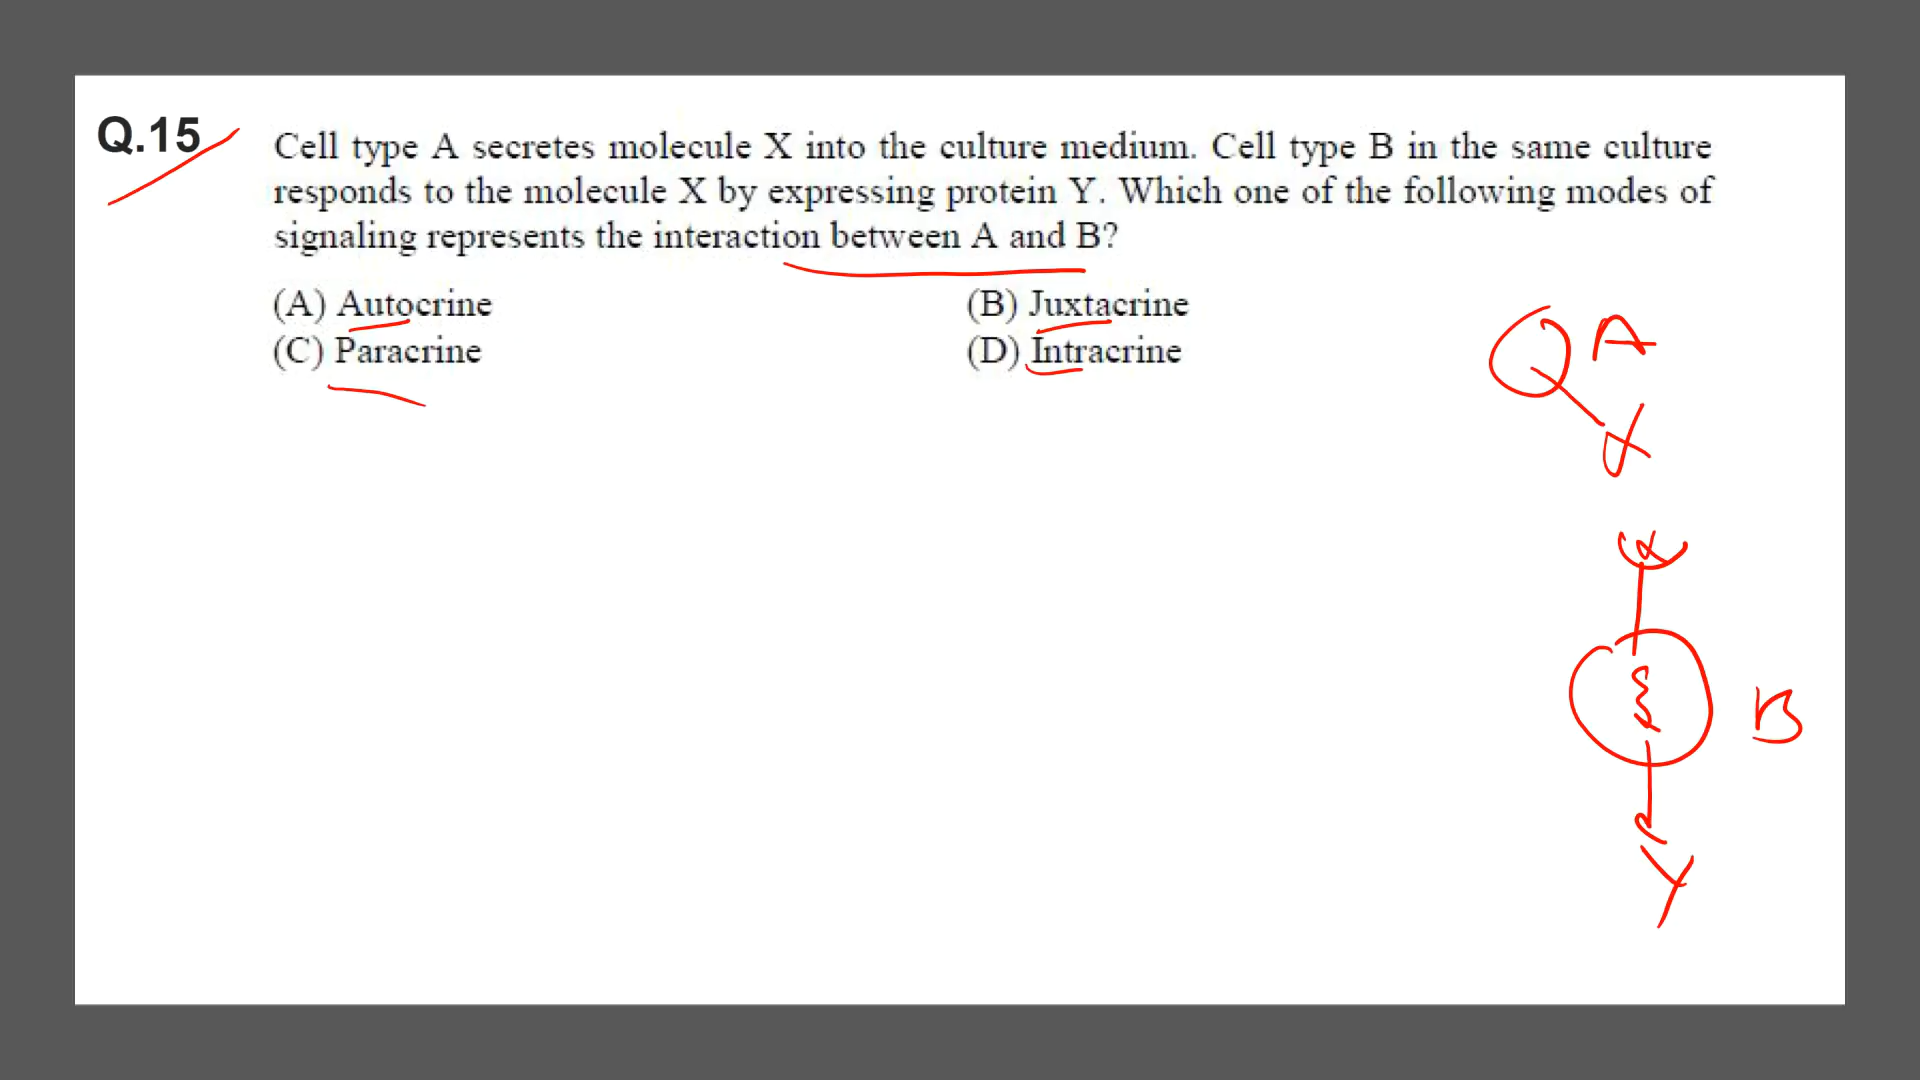 Q.15
Cell type A secretes molecule X into the culture medium. Cell type B in the same culture
responds to the molecule X by expressing protein Y. Which one of the following modes of
signaling represents the interaction between A and B?
(A) Autocrine (B) Juxtacrine
(C) Paracrine (D) Intracrine
A
X
X
B
Y